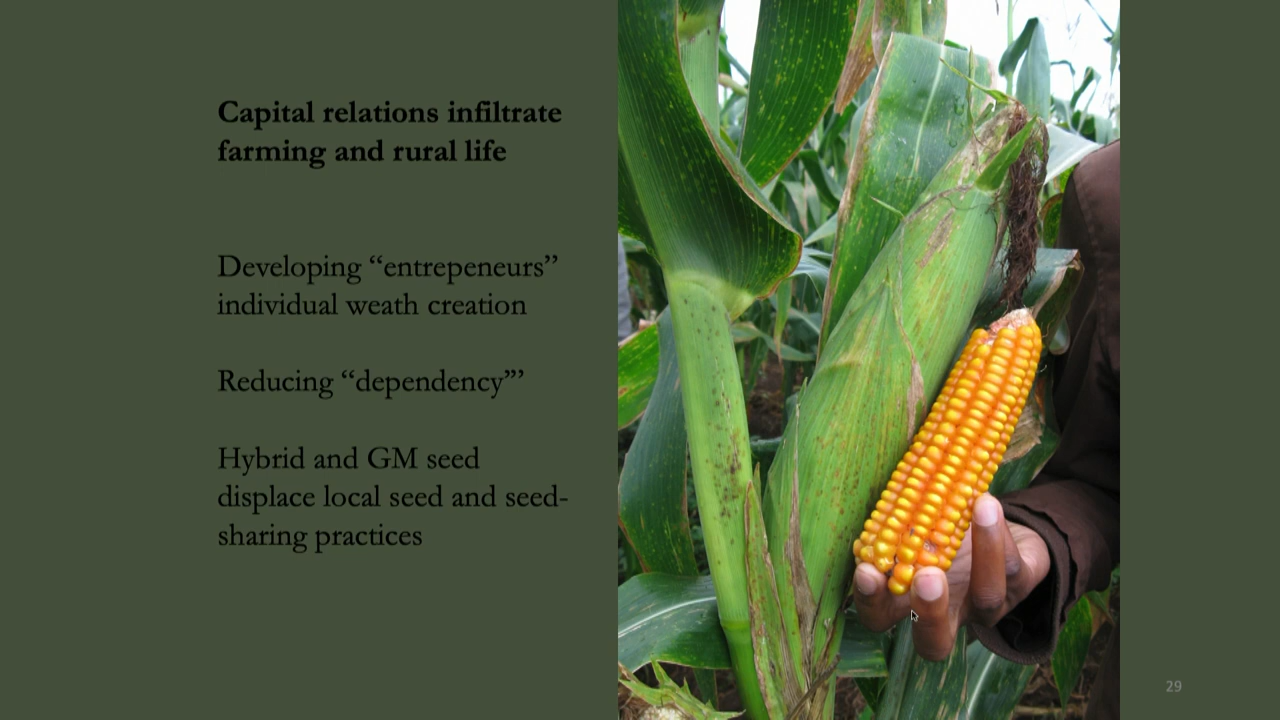 Capital relations infiltrate
farming and rural life
Developing “entrepeneurs”
individual weath creation
Reducing “dependency”’
Hybrid and GM seed
displace local seed and seed-
sharing practices
29